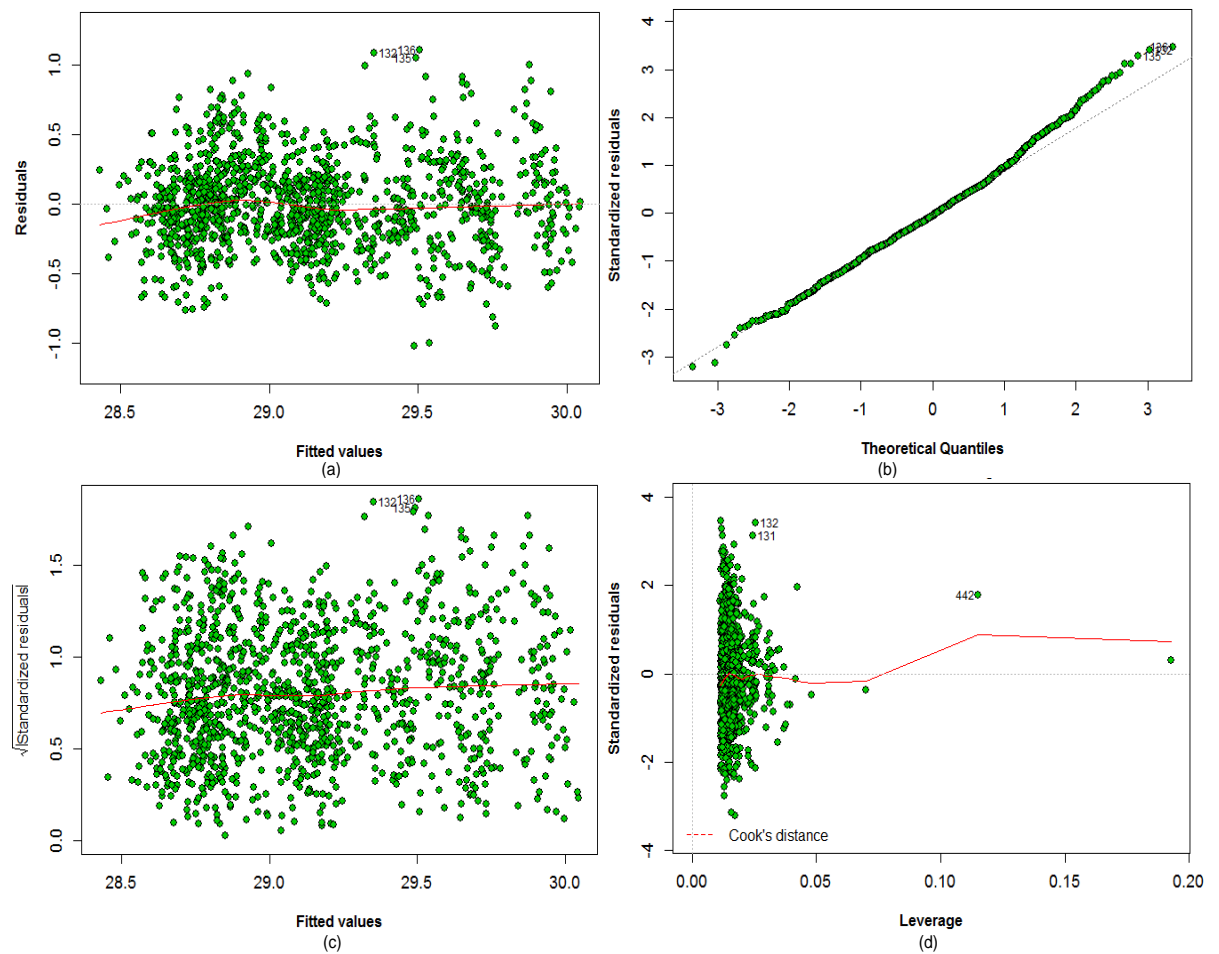 Residuals
1.0
0.5
0.0
-0.5
-1.0
132
136
135
28.5 29.0 29.5 30.0
Fitted values
(a)
Standardized residuals
4
3
2
1
0
-1
-2
-3
135
-3 -2 -1 0 1 2 3
Theoretical Quantiles
(b)
√|Standardized residuals|
1.5
1.0
0.5
0.0
132
136
135
28.5 29.0 29.5 30.0
Fitted values
(c)
Standardized residuals
4
2
0
-2
-4
132
131
442
Cook's distance
0.00 0.05 0.10 0.15 0.20
Leverage
(d)